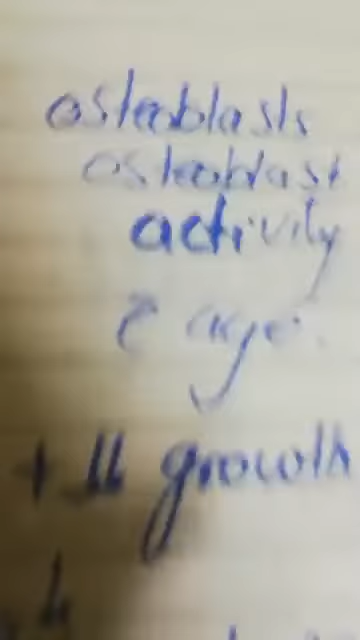 osteoblasts
osteoblast
activity
c̄ age.
+ ↓↓ growth